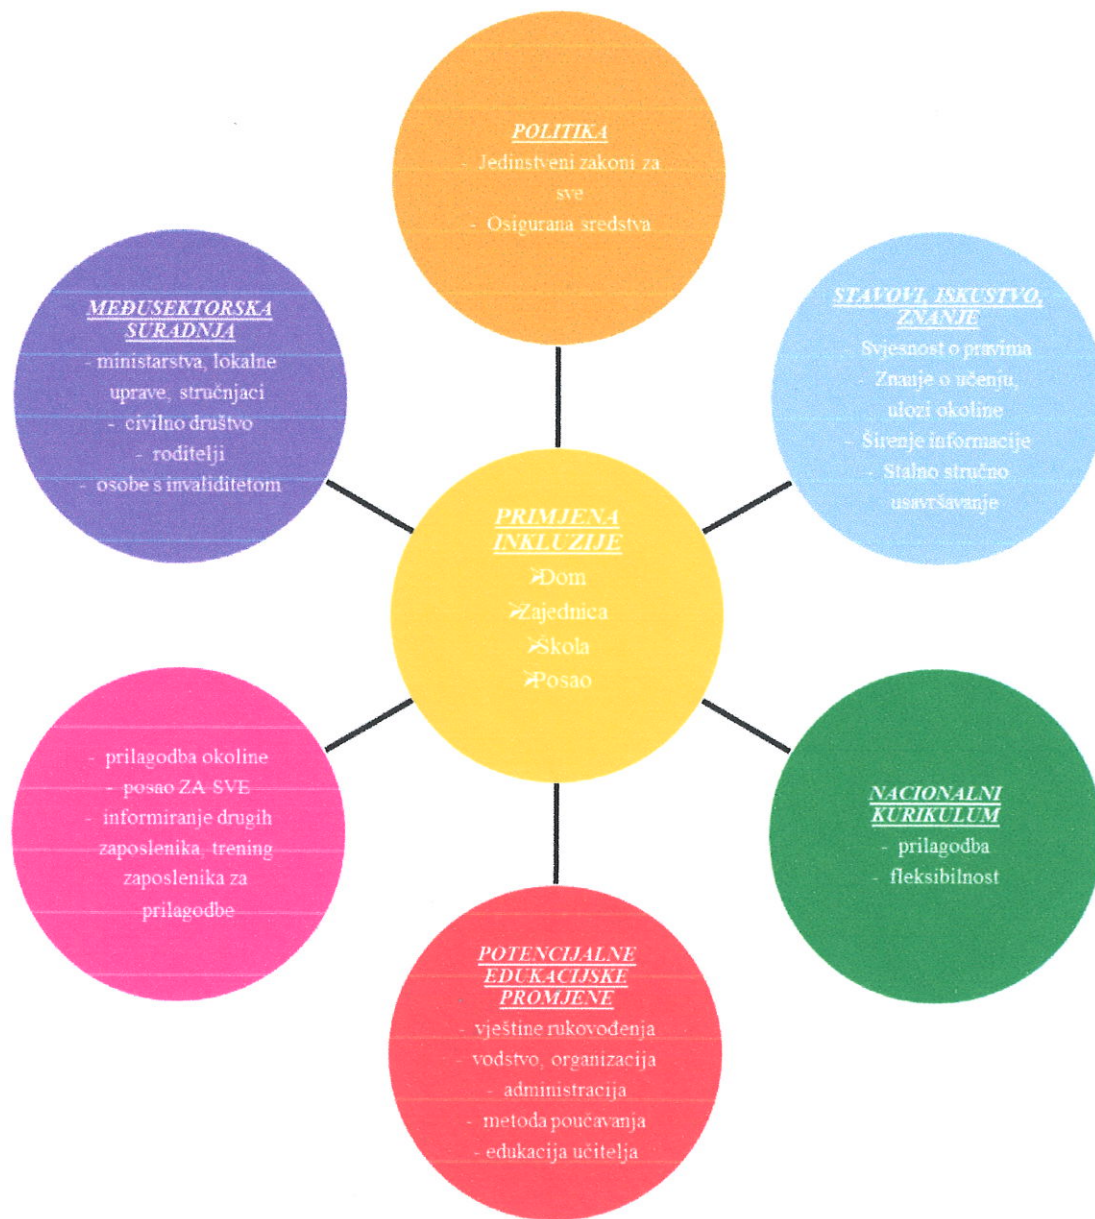 POLITIKA
- Jedinstveni zakoni za
sve
- Osigurana sredstva
MEĐUSEKTORSKA
SURADNJA
- ministarstva, lokalne
uprave, stručnjaci
- civilno društvo
- roditelji
- osobe s invaliditetom
STAVOVI, ISKUSTVO,
ZNANJE
- Svjesnost o pravima
- Znanje o učenju,
ulozi okoline
- Širenje informacije
- Stalno stručno
usavršavanje
PRIMJENA
INKLUZIJE
➢Dom
➢Zajednica
➢Škola
➢Posao
- prilagodba okoline
- posao ZA SVE
- informiranje drugih
zaposlenika, trening
zaposlenika za
prilagodbe
NACIONALNI
KURIKULUM
- prilagodba
- fleksibilnost
POTENCIJALNE
EDUKACIJSKE
PROMJENE
- vještine rukovođenja
- vodstvo, organizacija
- administracija
- metoda poučavanja
- edukacija učitelja